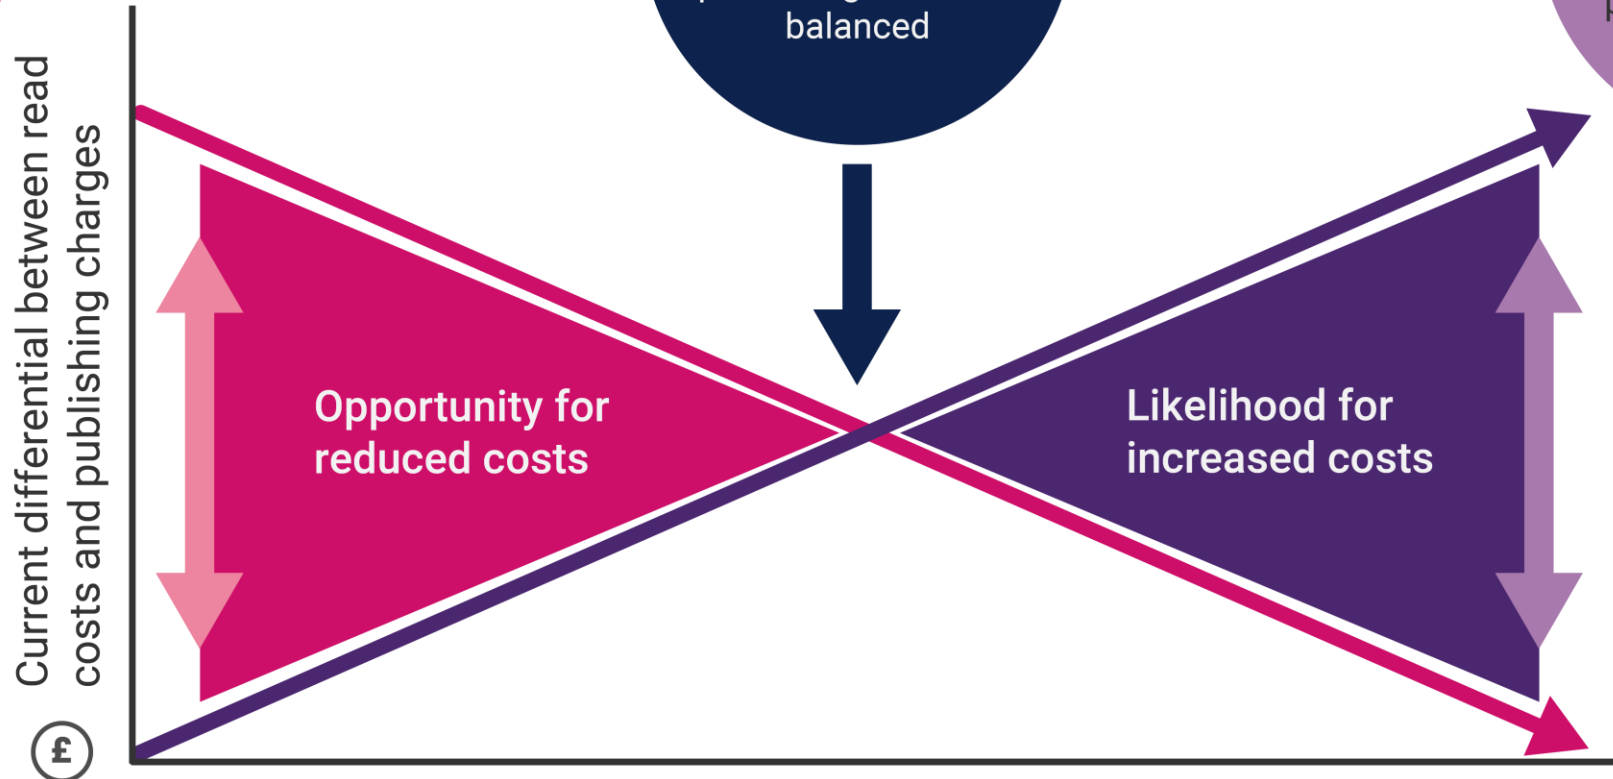 balanced
Current differential between read
costs and publishing charges
Opportunity for
reduced costs
Likelihood for
increased costs
£